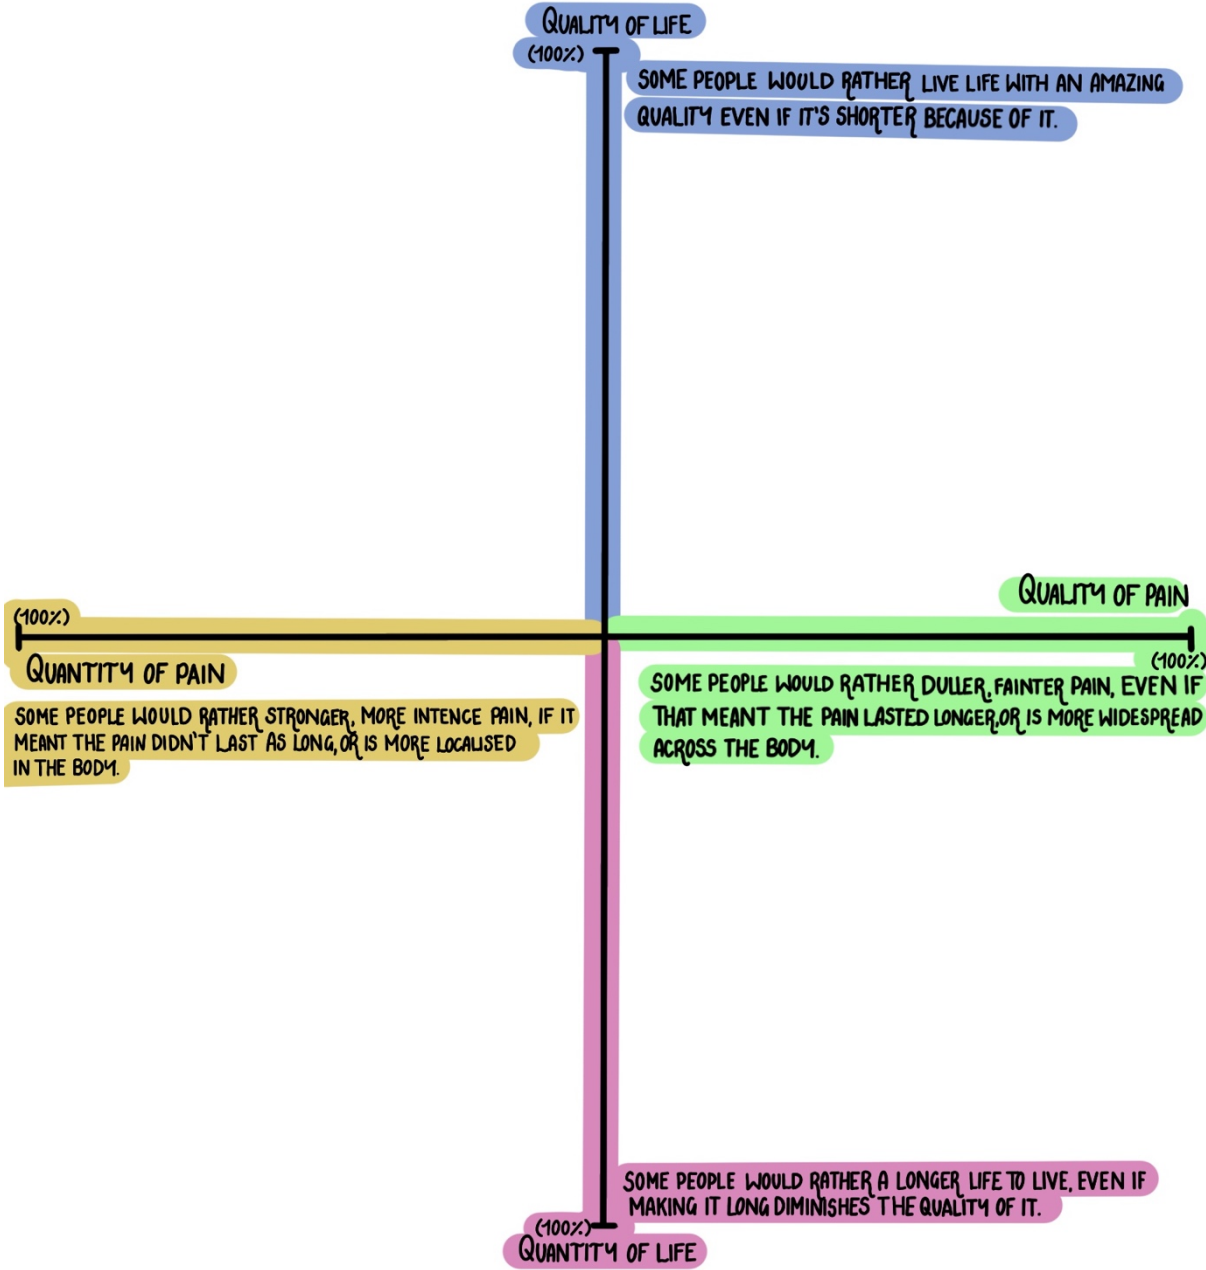 QUALITY OF LIFE
(100%)
SOME PEOPLE WOULD RATHER LIVE LIFE WITH AN AMAZING
QUALITY EVEN IF IT'S SHORTER BECAUSE OF IT.
QUALITY OF PAIN
(100%)
(100%)
QUANTITY OF PAIN
SOME PEOPLE WOULD RATHER DULLER, FAINTER PAIN, EVEN IF
THAT MEANT THE PAIN LASTED LONGER, OR IS MORE WIDESPREAD
ACROSS THE BODY.
SOME PEOPLE WOULD RATHER STRONGER, MORE INTENCE PAIN, IF IT
MEANT THE PAIN DIDN'T LAST AS LONG, OR IS MORE LOCALISED
IN THE BODY.
SOME PEOPLE WOULD RATHER A LONGER LIFE TO LIVE, EVEN IF
MAKING IT LONG DIMINISHES THE QUALITY OF IT.
(100%)
QUANTITY OF LIFE